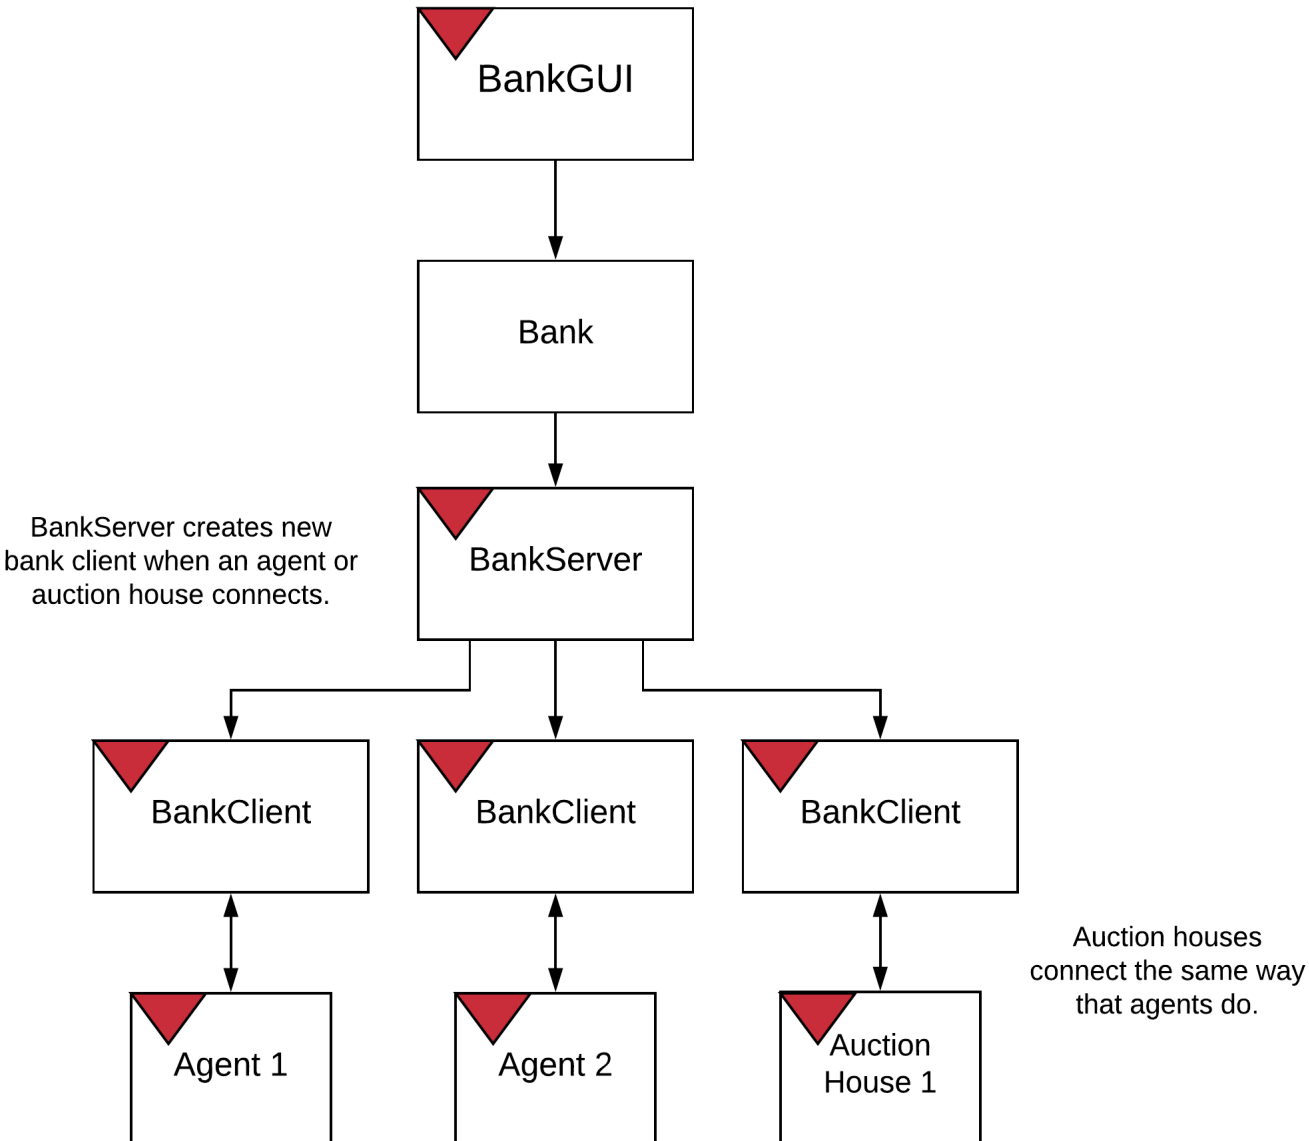 BankGUI
Bank
BankServer creates new
bank client when an agent or
auction house connects.
BankServer
BankClient
BankClient
BankClient
Auction houses
connect the same way
that agents do.
Agent 1
Agent 2
Auction
House 1